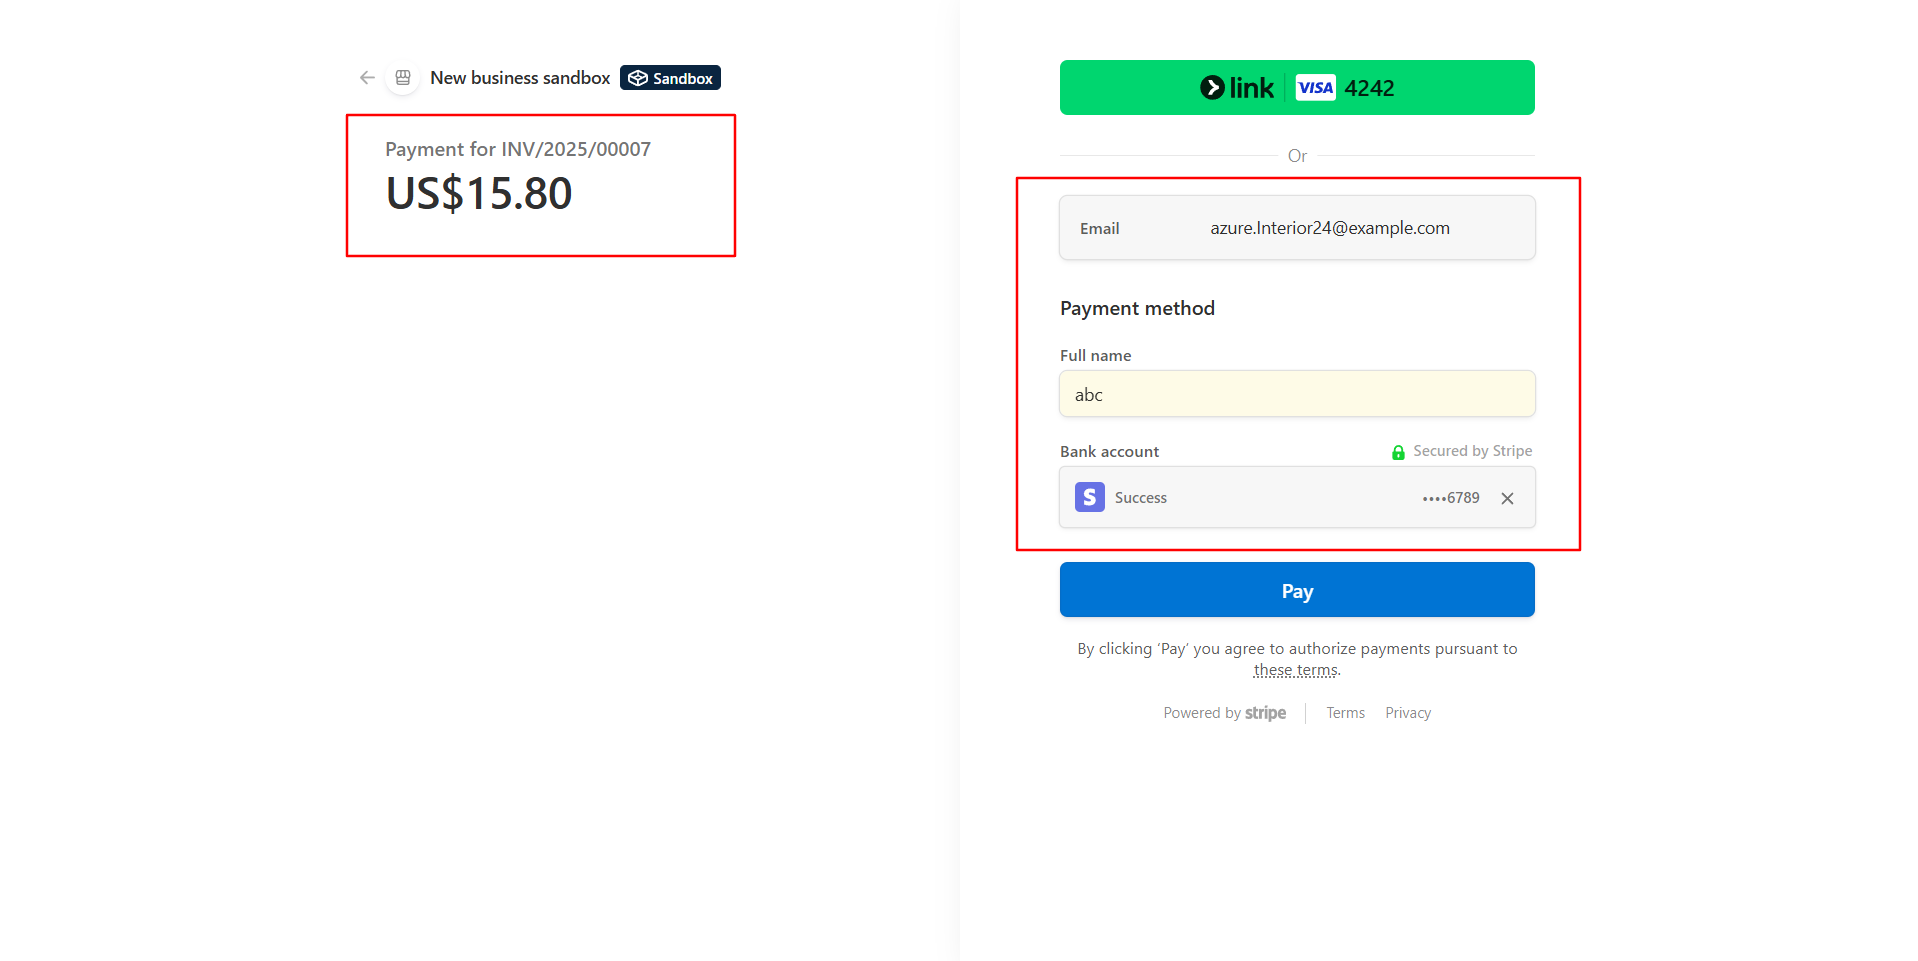 New business sandbox Sandbox
Payment for INV/2025/00007
US$15.80
link VISA 4242
Or
Email azure.Interior24@example.com
Payment method
Full name
abc
Bank account Secured by Stripe
S Success ••••6789
Pay
By clicking 'Pay' you agree to authorize payments pursuant to
these terms.
Powered by stripe Terms Privacy